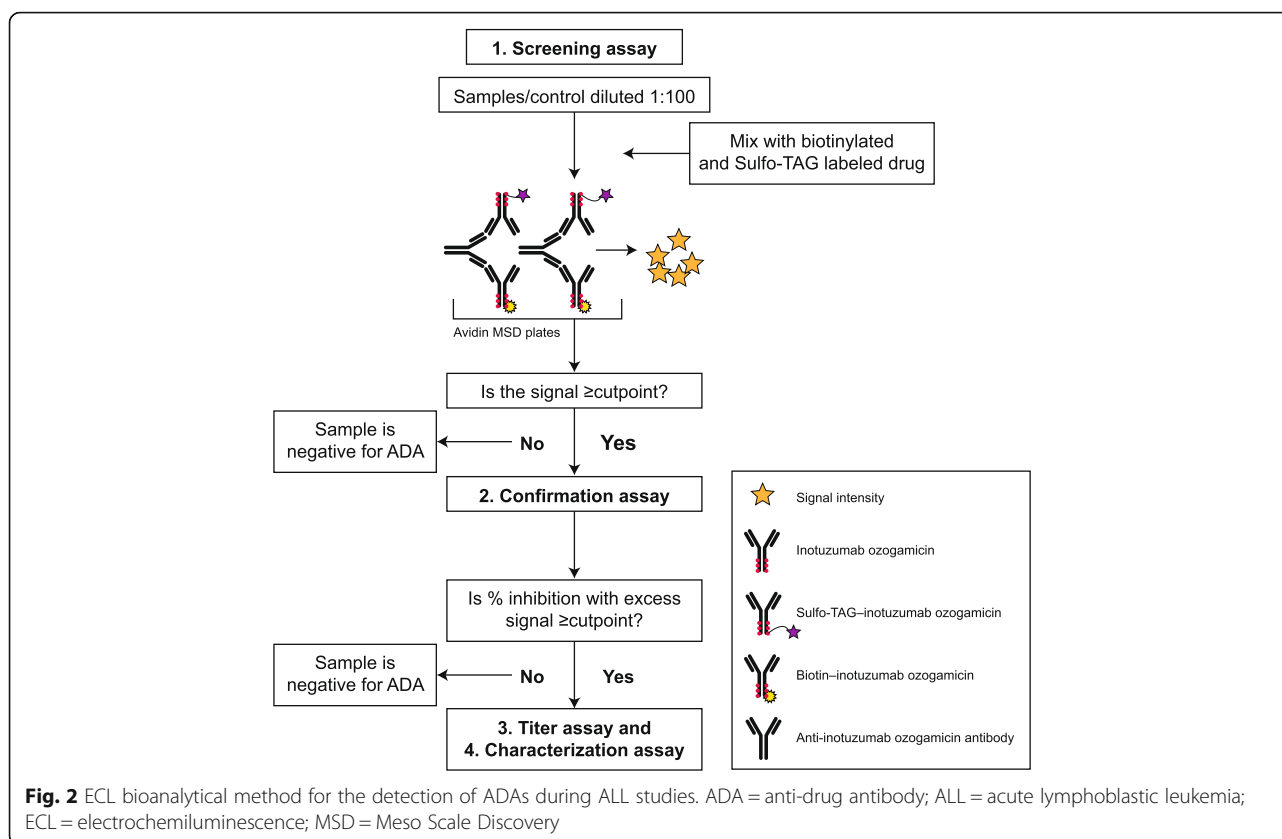 1. Screening assay
Samples/control diluted 1:100
Mix with biotinylated
and Sulfo-TAG labeled drug
Avidin MSD plates
Is the signal ≥cutpoint?
Sample is
negative for ADA
No
Yes
2. Confirmation assay
Is % inhibition with excess
signal ≥cutpoint?
Sample is
negative for ADA
No
Yes
3. Titer assay and
4. Characterization assay
Signal intensity
Inotuzumab ozogamicin
Sulfo-TAG–inotuzumab ozogamicin
Biotin–inotuzumab ozogamicin
Anti-inotuzumab ozogamicin antibody
Fig. 2 ECL bioanalytical method for the detection of ADAs during ALL studies. ADA = anti-drug antibody; ALL = acute lymphoblastic leukemia;
ECL = electrochemiluminescence; MSD = Meso Scale Discovery